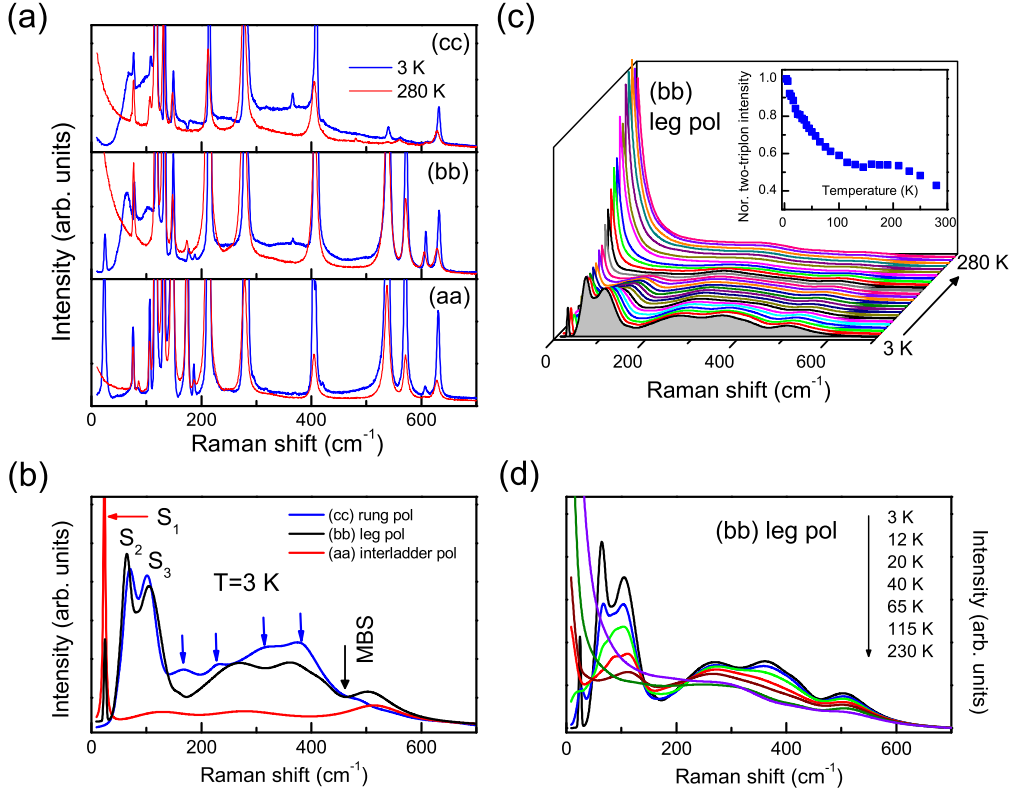 (a)
Intensity (arb. units)
(cc)
3 K
280 K
(bb)
(aa)
0 200 400 600
Raman shift (cm-1)
(c)
(bb)
leg pol
Nor. two-triplon intensity
1.0
0.8
0.6
0.4
Temperature (K)
0 100 200 300
280 K
3 K
0 200 400 600
Raman shift (cm-1)
(b)
Intensity (arb. units)
S1
S2
S3
(cc) rung pol
(bb) leg pol
(aa) interladder pol
T=3 K
MBS
0 200 400 600
Raman shift (cm-1)
(d)
(bb) leg pol
3 K
12 K
20 K
40 K
65 K
115 K
230 K
Intensity (arb. units)
0 200 400 600
Raman shift (cm-1)